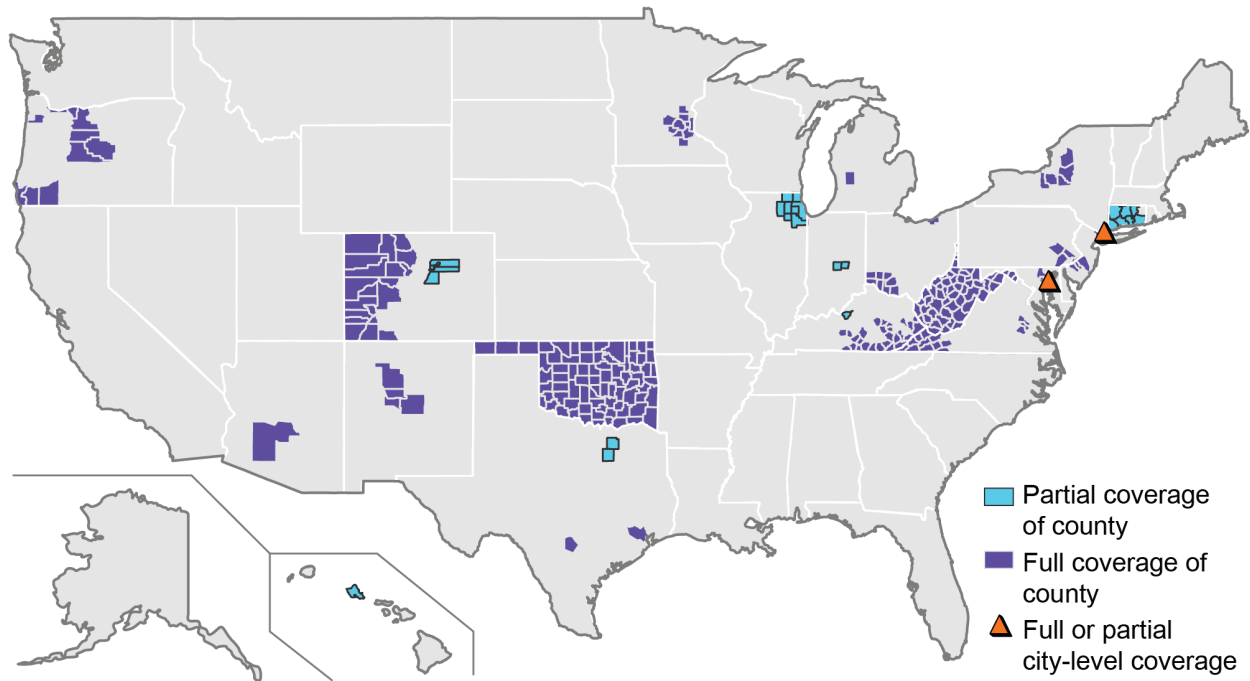 Partial coverage
of county
Full coverage of
county
Full or partial
city-level coverage